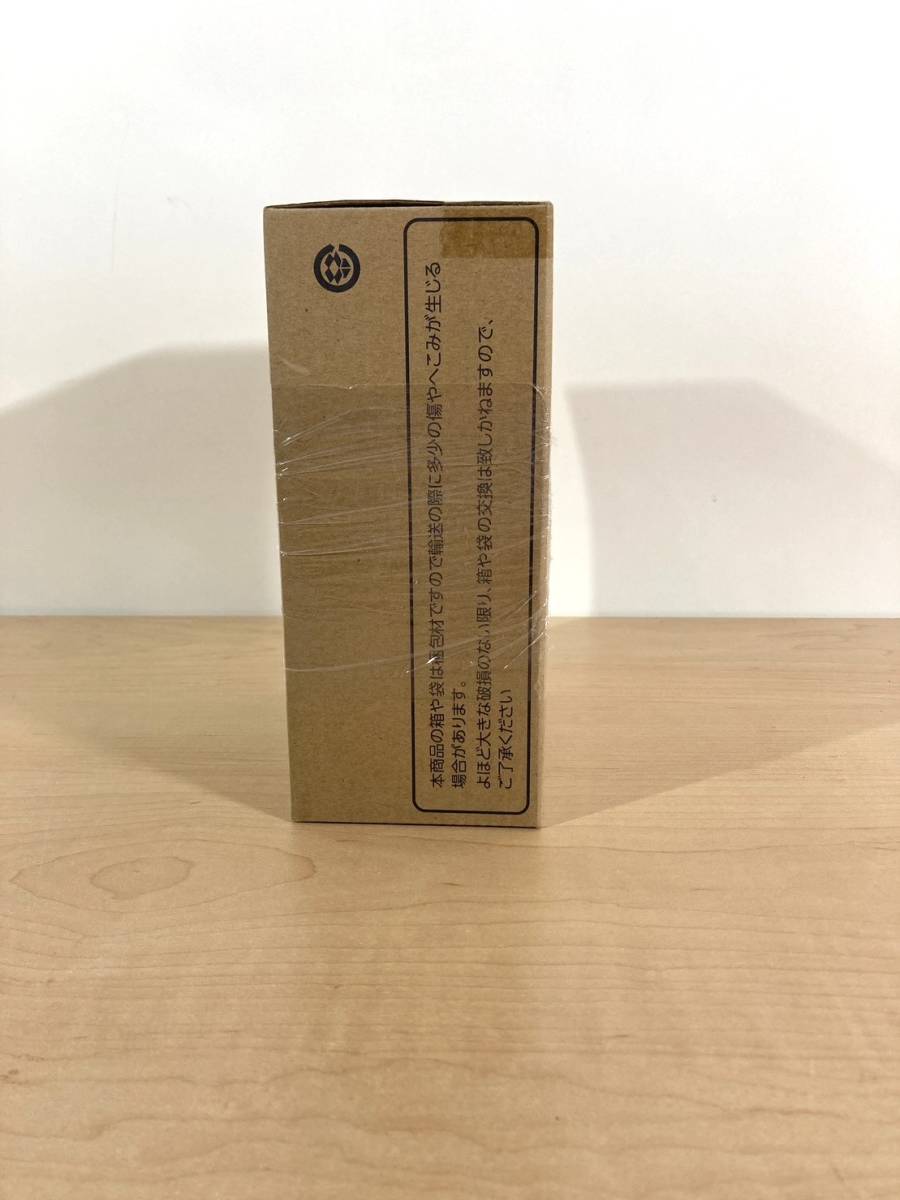 本商品の箱や袋は梱包材ですので輸送の際に多少の傷やへこみが生じる
場合があります。
よほど大きな破損のない限り、箱や袋の交換は致しかねますので、
ご了承ください